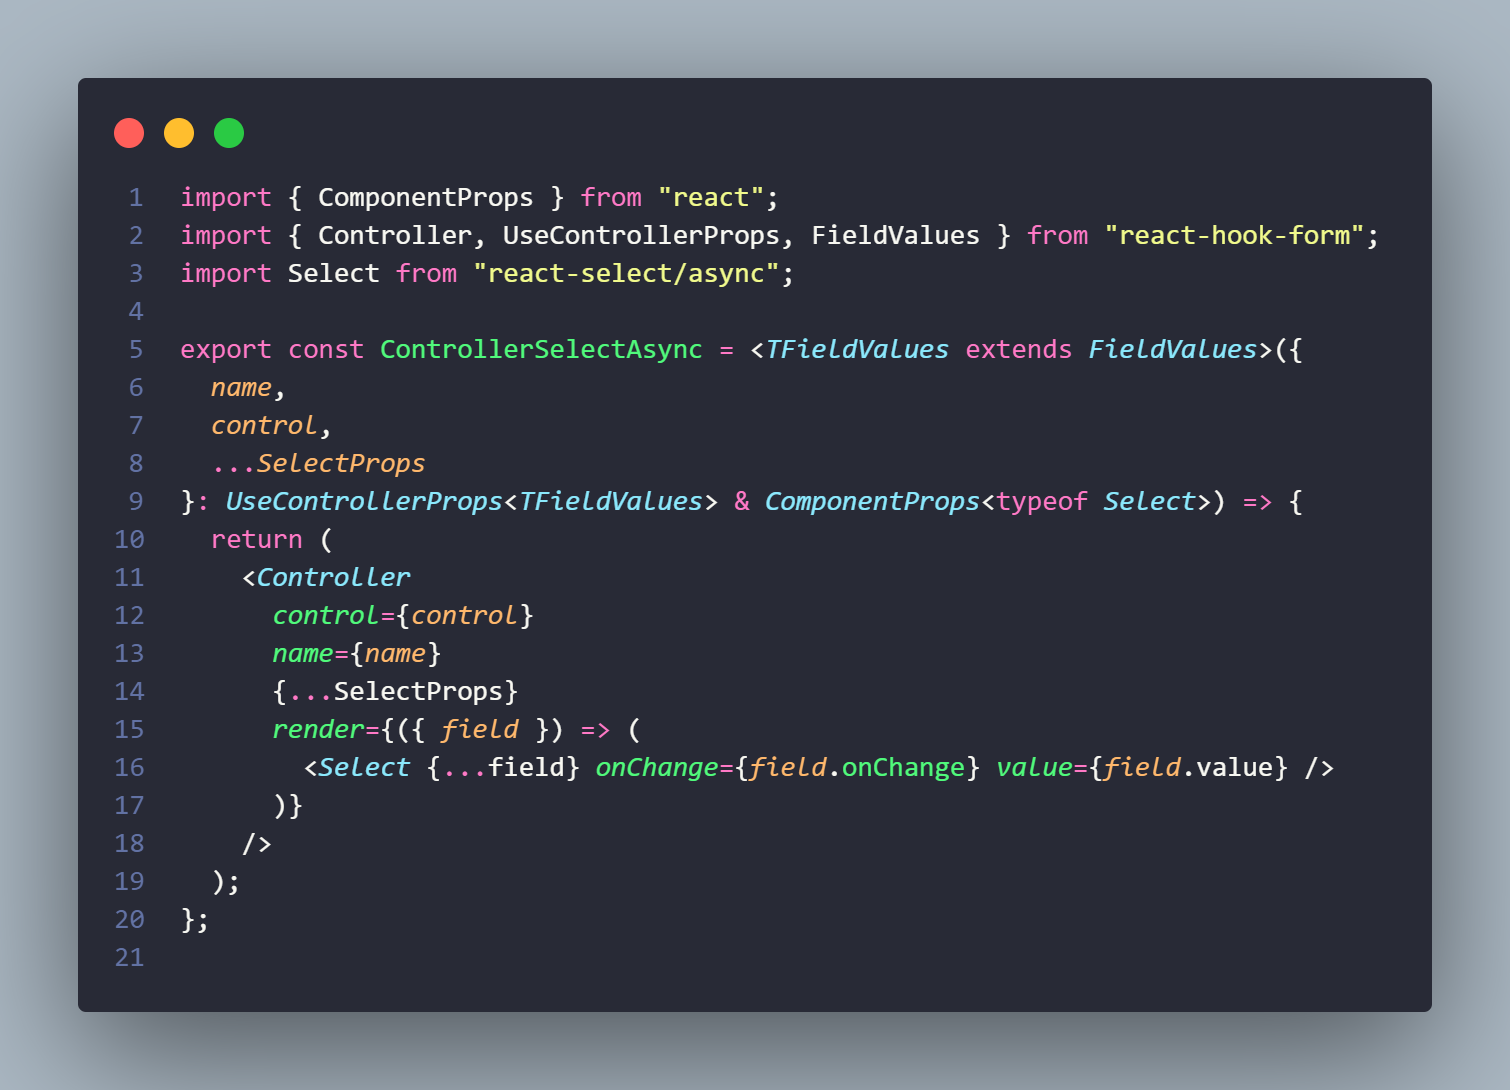 1 import { ComponentProps } from "react";
2 import { Controller, UseControllerProps, FieldValues } from "react-hook-form";
3 import Select from "react-select/async";
4
5 export const ControllerSelectAsync = <TFieldValues extends FieldValues>({
6   name,
7   control,
8   ...SelectProps
9 }: UseControllerProps<TFieldValues> & ComponentProps<typeof Select>) => {
10   return (
11     <Controller
12       control={control}
13       name={name}
14       {...SelectProps}
15       render={({ field }) => (
16         <Select {...field} onChange={field.onChange} value={field.value} />
17       )}
18     />
19   );
20 };
21